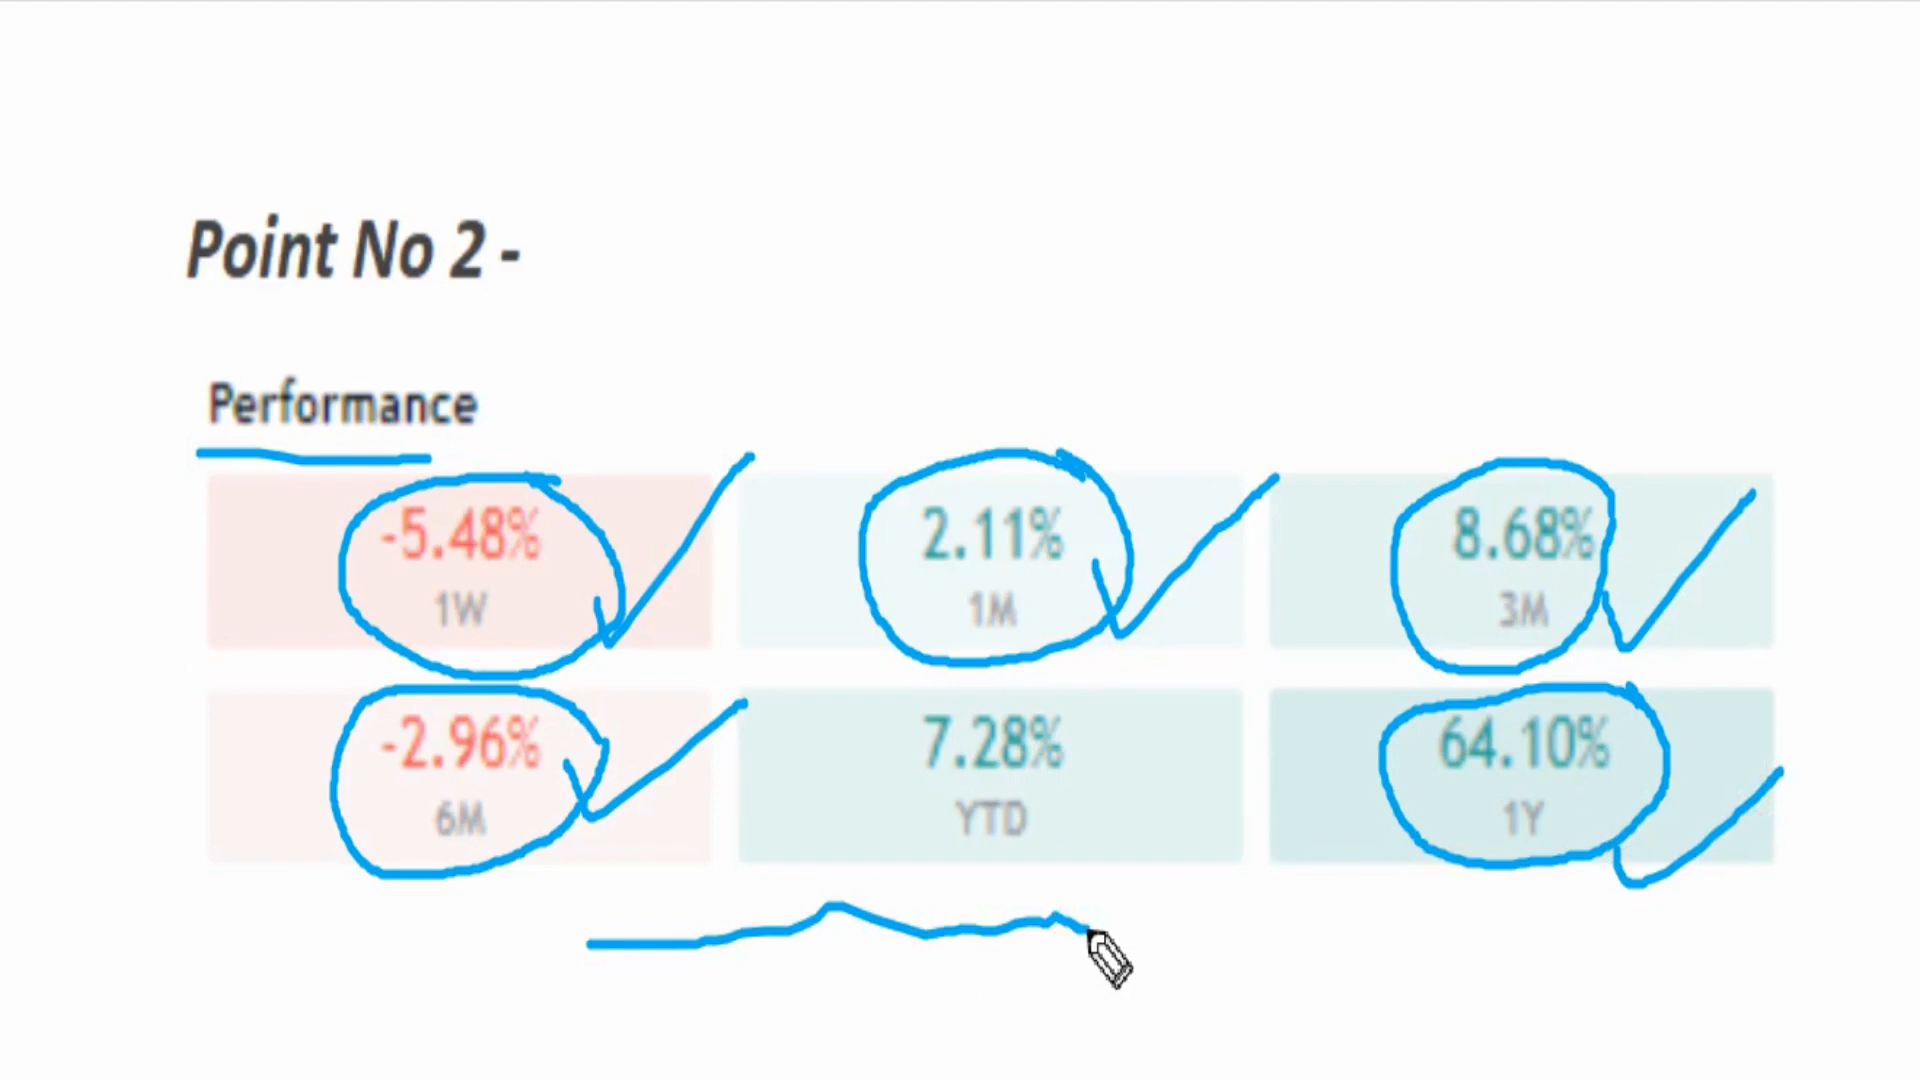 Point No 2 -
Performance
-5.48% 2.11% 8.68%
1W 1M 3M
-2.96% 7.28% 64.10%
6M YTD 1Y